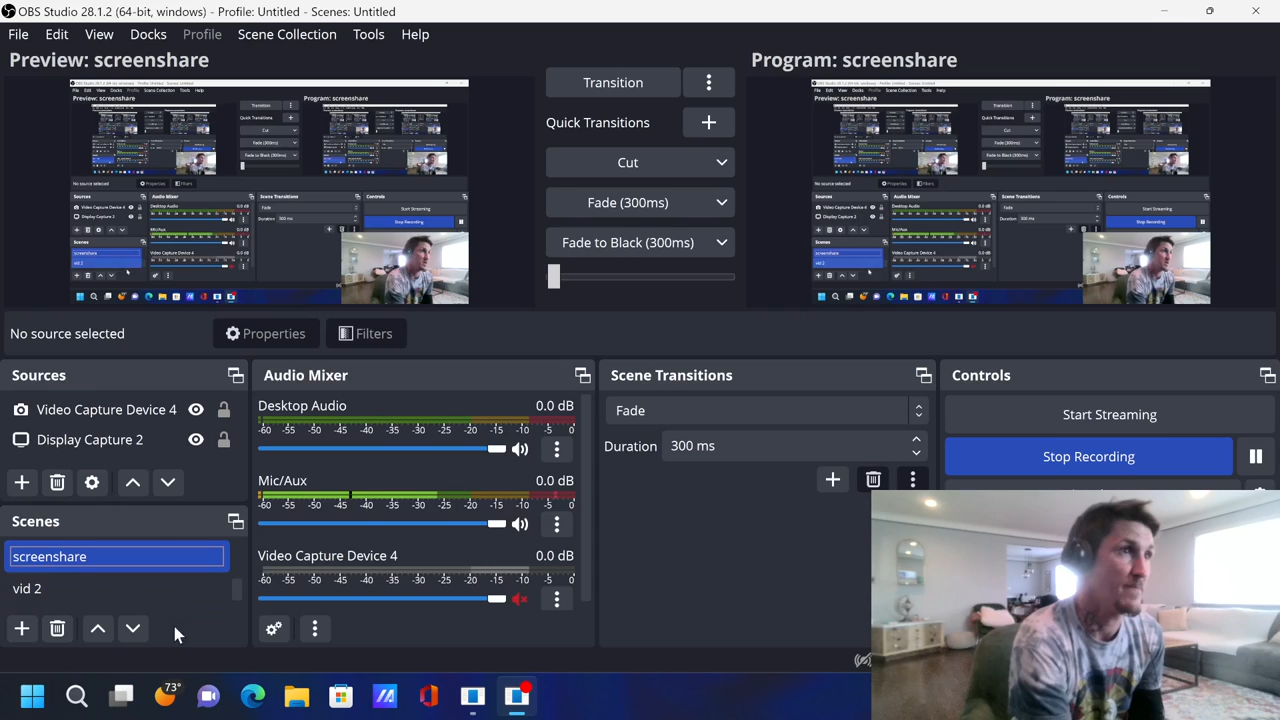 OBS Studio 28.1.2 (64-bit, windows) - Profile: Untitled - Scenes: Untitled
File Edit View Docks Profile Scene Collection Tools Help
Preview: screenshare
Transition
Quick Transitions
Cut
Fade (300ms)
Fade to Black (300ms)
Program: screenshare
No source selected
Properties
Filters
Sources
Video Capture Device 4
Display Capture 2
Scenes
screenshare
vid 2
Audio Mixer
Desktop Audio 0.0 dB
-60 -55 -50 -45 -40 -35 -30 -25 -20 -15 -10 -5 0
Mic/Aux 0.0 dB
-60 -55 -50 -45 -40 -35 -30 -25 -20 -15 -10 -5 0
Video Capture Device 4 0.0 dB
-60 -55 -50 -45 -40 -35 -30 -25 -20 -15 -10 -5 0
Scene Transitions
Fade
Duration 300 ms
Controls
Start Streaming
Stop Recording
73°